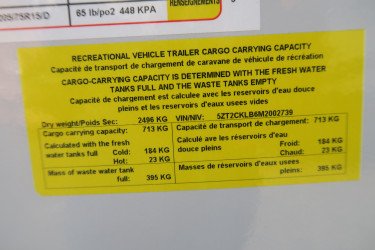 205/75R15/D
65 lb/po2 448 KPA
RENSEIGNEMENTS
RECREATIONAL VEHICLE TRAILER CARGO CARRYING CAPACITY
Capacité de transport de chargement de caravane de véhicule de récréation
CARGO-CARRYING CAPACITY IS DETERMINED WITH THE FRESH WATER
TANKS FULL AND THE WASTE TANKS EMPTY
Capacité est calculée avec les reservoirs d'eau douce
pleins et les reservoirs d'eaux usees vides
Dry weight/Poids Sec: 2496 KG VIN/NIV: 5ZT2CKLB6M2002739
Cargo carrying capacity: 713 KG Capacité de transport de chargement: 713 KG
Calculated with the fresh Calculé ave les réservoirs d'eau
water tanks full Cold: 184 KG douce pleins Froid: 184 KG
Hot: 23 KG Chaud: 23 KG
Mass of waste water tank Masses de réservoirs d'eaux usees
full: 395 KG pleins: 395 KG